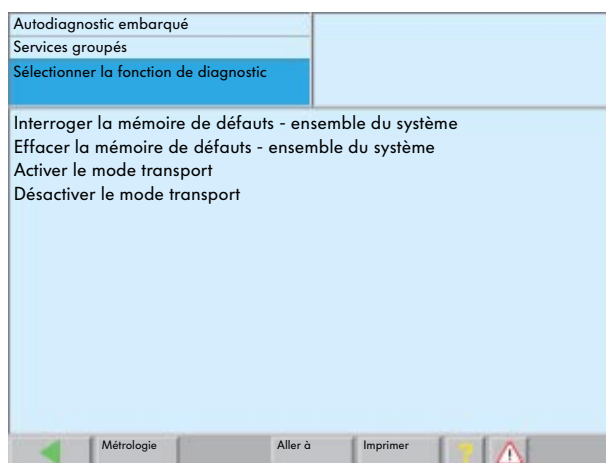 Autodiagnostic embarqué
Services groupés
Sélectionner la fonction de diagnostic
Interroger la mémoire de défauts - ensemble du système
Effacer la mémoire de défauts - ensemble du système
Activer le mode transport
Désactiver le mode transport
Métrologie
Aller à
Imprimer
?